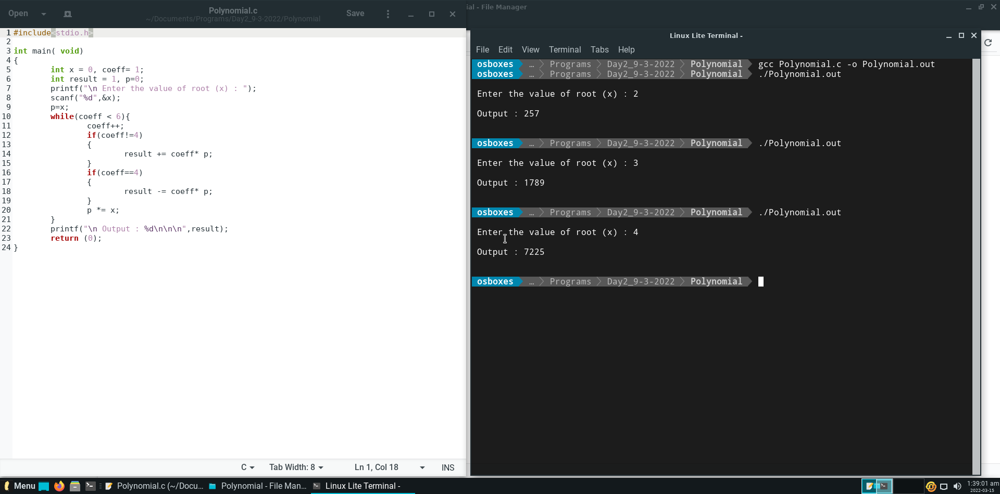 Open
Polynomial.c
~/Documents/Programs/Day2_9-3-2022/Polynomial
Save
1 #include<stdio.h>
2
3 int main( void)
4 {
5 int x = 0, coeff= 1;
6 int result = 1, p=0;
7 printf("\n Enter the value of root (x) : ");
8 scanf("%d",&x);
9 p=x;
10 while(coeff < 6){
11 coeff++;
12 if(coeff!=4)
13 {
14 result += coeff* p;
15 }
16 if(coeff==4)
17 {
18 result -= coeff* p;
19 }
20 p *= x;
21 }
22 printf("\n Output : %d\n\n\n",result);
23 return (0);
24 }
C Tab Width: 8 Ln 1, Col 18 INS
ial - File Manager
Linux Lite Terminal -
File Edit View Terminal Tabs Help
osboxes … Programs Day2_9-3-2022 Polynomial gcc Polynomial.c -o Polynomial.out
osboxes … Programs Day2_9-3-2022 Polynomial ./Polynomial.out
Enter the value of root (x) : 2
Output : 257
osboxes … Programs Day2_9-3-2022 Polynomial ./Polynomial.out
Enter the value of root (x) : 3
Output : 1789
osboxes … Programs Day2_9-3-2022 Polynomial ./Polynomial.out
Enter the value of root (x) : 4
Output : 7225
osboxes … Programs Day2_9-3-2022 Polynomial
Menu Polynomial.c (~/Docu... Polynomial - File Man... Linux Lite Terminal - 1:39:01 am
2022-03-15